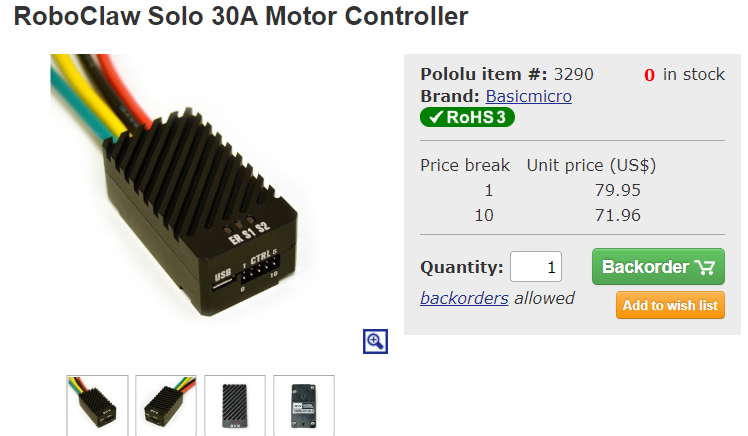 RoboClaw Solo 30A Motor Controller
ER S1 S2
USB
1 CTRL 5
6 10
Pololu item #: 3290 0 in stock
Brand: Basicmicro
✓ RoHS 3
Price break Unit price (US$)
1 79.95
10 71.96
Quantity: 1 Backorder
backorders allowed Add to wish list